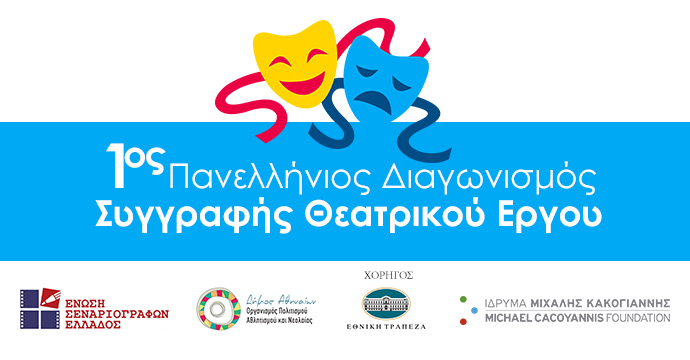 1ος Πανελλήνιος Διαγωνισμός
Συγγραφής Θεατρικού Εργου
ΕΝΩΣΗ
ΣΕΝΑΡΙΟΓΡΑΦΩΝ
ΕΛΛΑΔΟΣ
Δήμος Αθηναίων
Οργανισμός Πολιτισμού
Αθλητισμού και Νεολαίας
ΧΟΡΗΓΟΣ
ΕΘΝΙΚΗ ΤΡΑΠΕΖΑ
ΙΔΡΥΜΑ ΜΙΧΑΛΗΣ ΚΑΚΟΓΙΑΝΝΗΣ
MICHAEL CACOYANNIS FOUNDATION